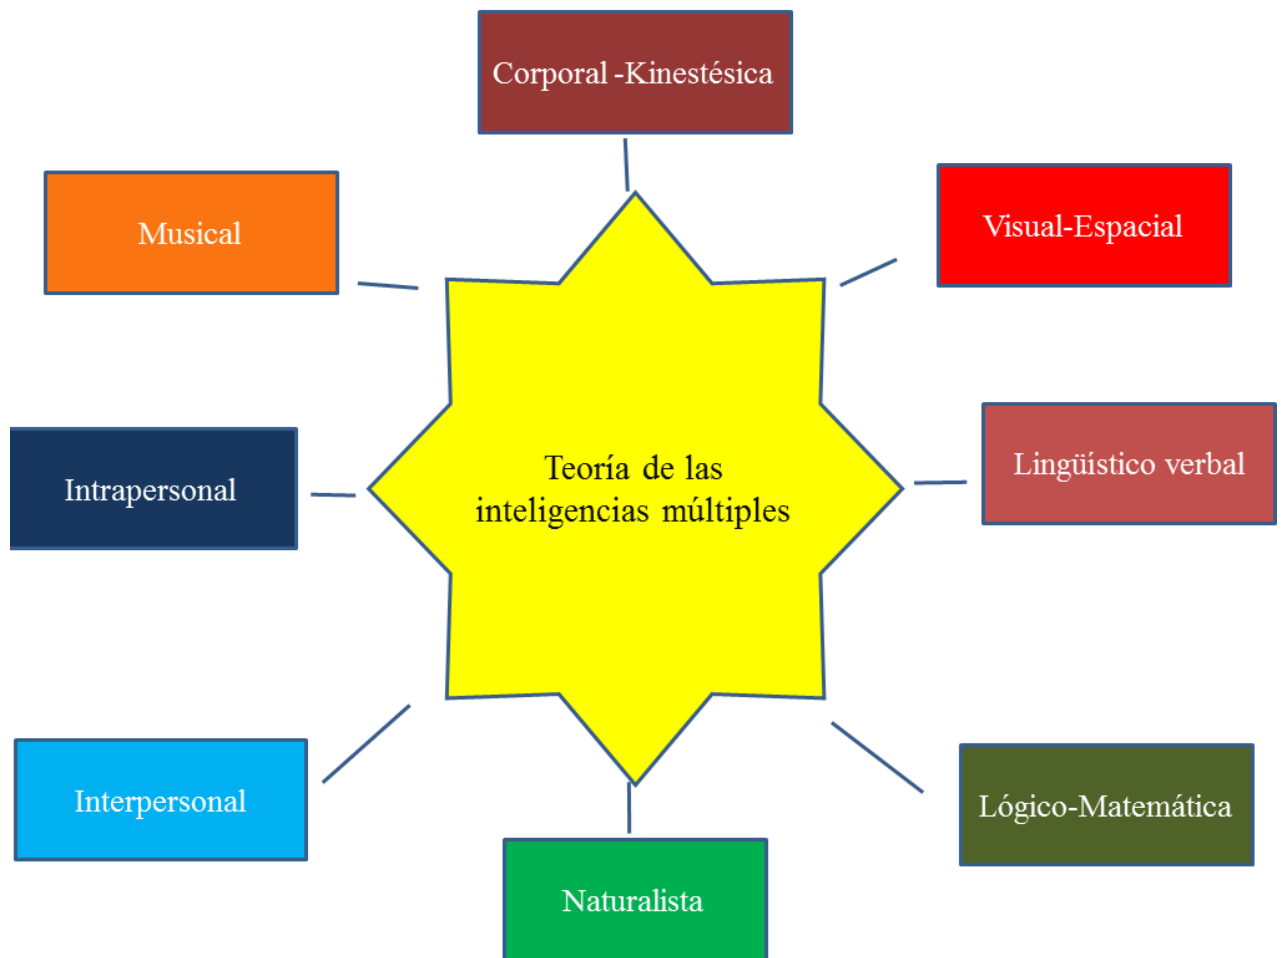 Corporal -Kinestésica
Musical
Visual-Espacial
Intrapersonal
Teoría de las
inteligencias múltiples
Lingüístico verbal
Interpersonal
Lógico-Matemática
Naturalista